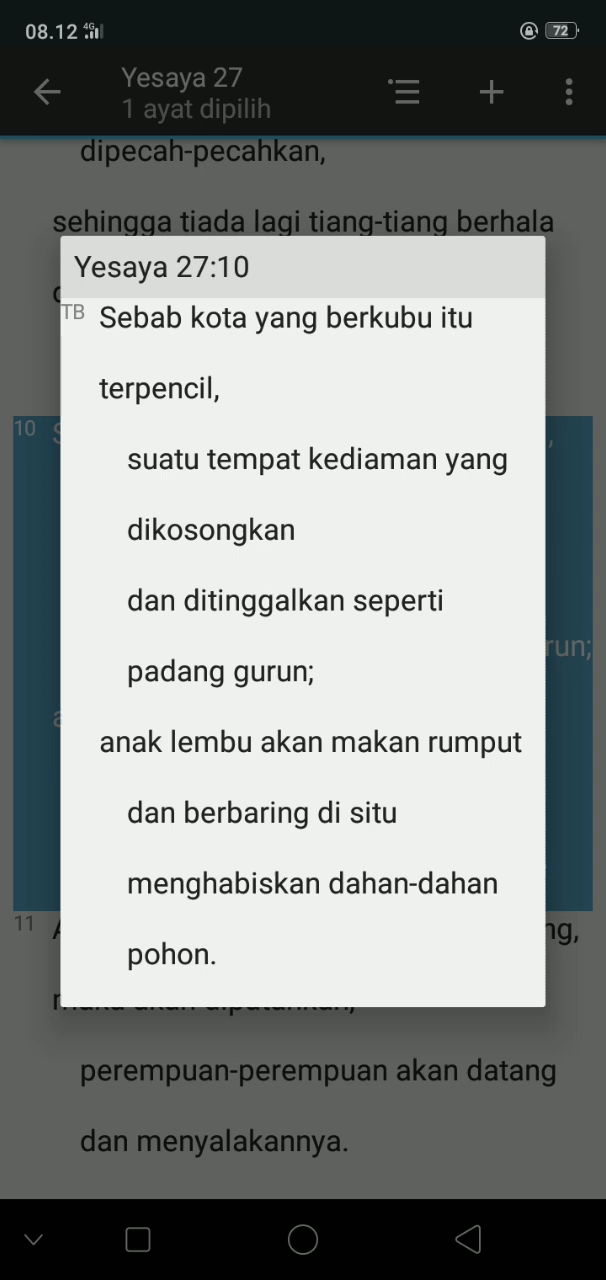 08.12 4G 72
Yesaya 27
1 ayat dipilih
dipecah-pecahkan,
sehingga tiada lagi tiang-tiang berhala
Yesaya 27:10
TB Sebab kota yang berkubu itu
terpencil,
suatu tempat kediaman yang
dikosongkan
dan ditinggalkan seperti
padang gurun;
anak lembu akan makan rumput
dan berbaring di situ
menghabiskan dahan-dahan
pohon.
10
run;
11
ng,
perempuan-perempuan akan datang
dan menyalakannya.